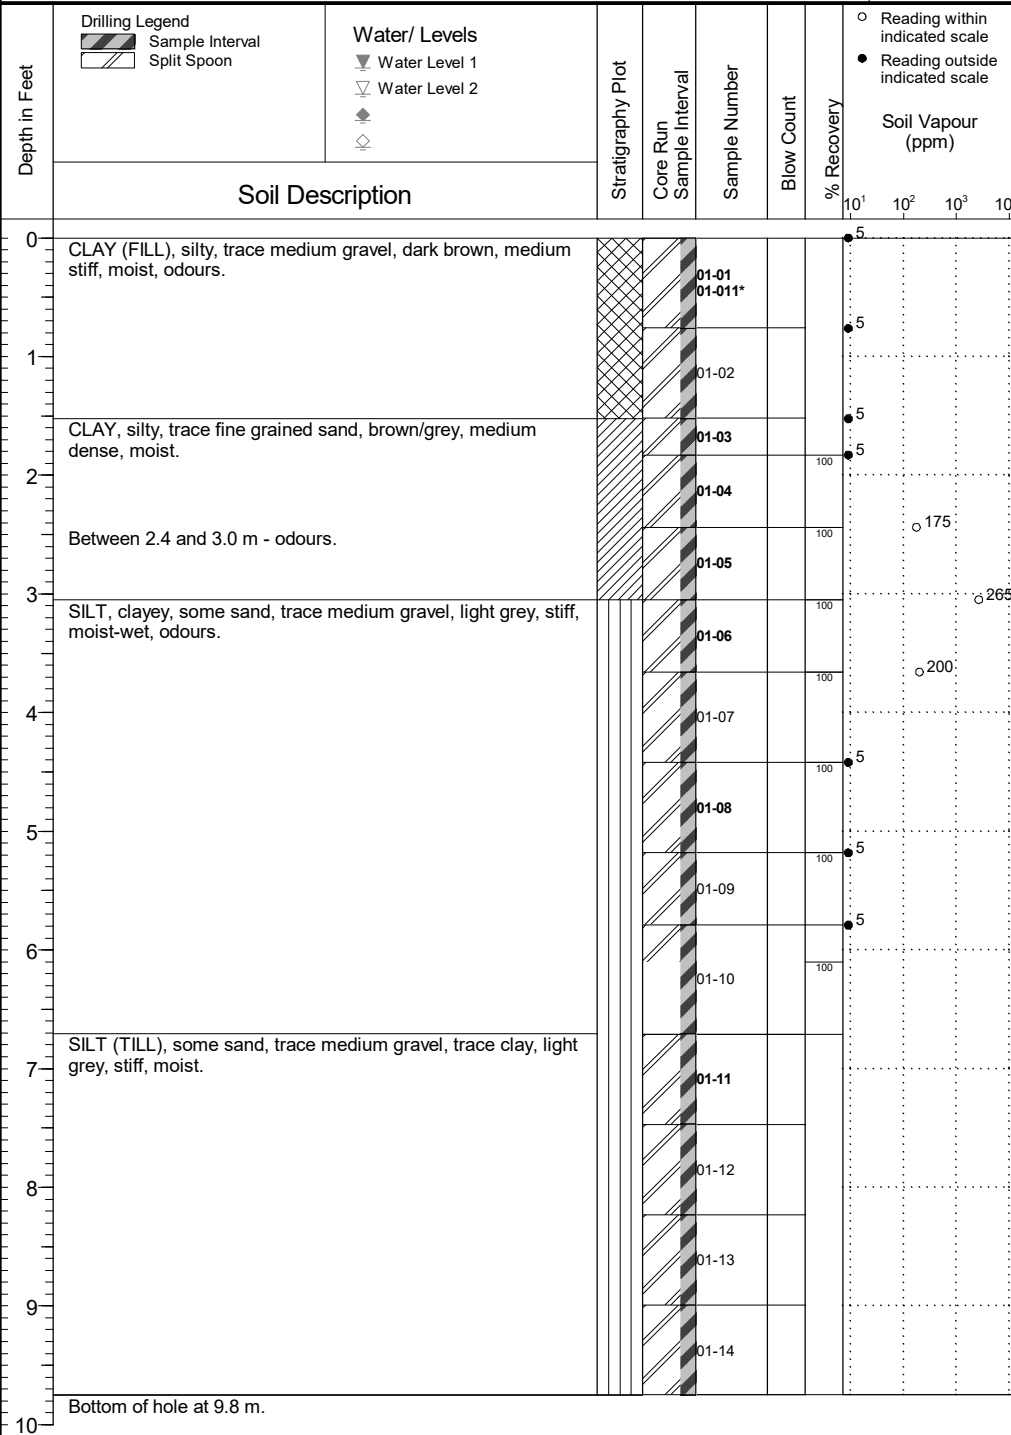 Drilling Legend
Sample Interval
Split Spoon
Water/ Levels
Water Level 1
Water Level 2
Reading within
indicated scale
Reading outside
indicated scale
Depth in Feet
Soil Description
Stratigraphy Plot
Core Run
Sample Interval
Sample Number
Blow Count
% Recovery
Soil Vapour
(ppm)
10¹ 10² 10³
0
CLAY (FILL), silty, trace medium gravel, dark brown, medium
stiff, moist, odours.
5
01-01
01-011*
5
1
01-02
5
CLAY, silty, trace fine grained sand, brown/grey, medium
dense, moist.
01-03
5
100
2
01-04
175
Between 2.4 and 3.0 m - odours.
100
01-05
3
265
SILT, clayey, some sand, trace medium gravel, light grey, stiff,
moist-wet, odours.
100
01-06
200
100
4
01-07
5
100
01-08
5
5
100
01-09
5
6
100
01-10
SILT (TILL), some sand, trace medium gravel, trace clay, light
grey, stiff, moist.
7
01-11
01-12
8
01-13
9
01-14
Bottom of hole at 9.8 m.
10